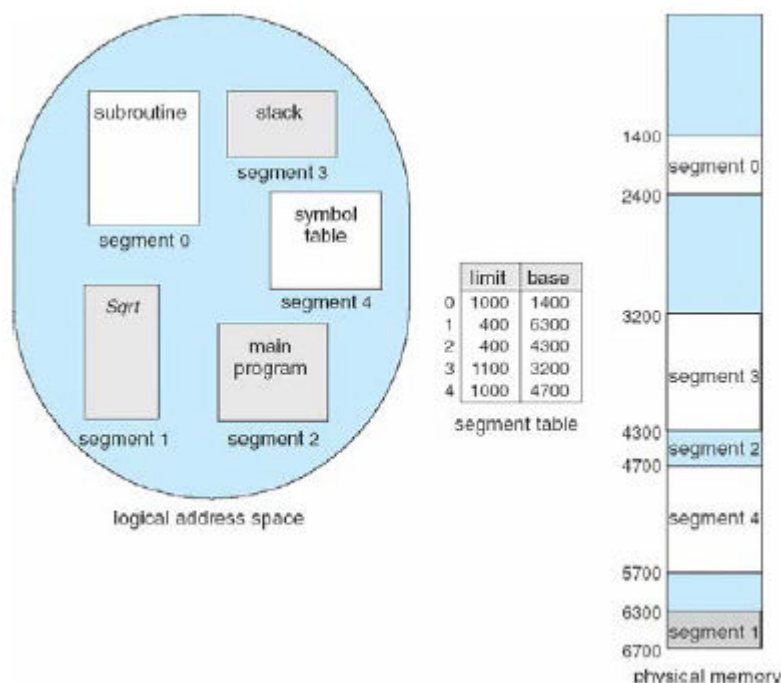 subroutine
segment 0
stack
segment 3
symbol
table
segment 4
Sqrt
segment 1
main
program
segment 2
logical address space
limit base
0 1000 1400
1 400 6300
2 400 4300
3 1100 3200
4 1000 4700
segment table
1400
segment 0
2400
3200
segment 3
4300
segment 2
4700
segment 4
5700
6300
segment 1
6700
physical memory